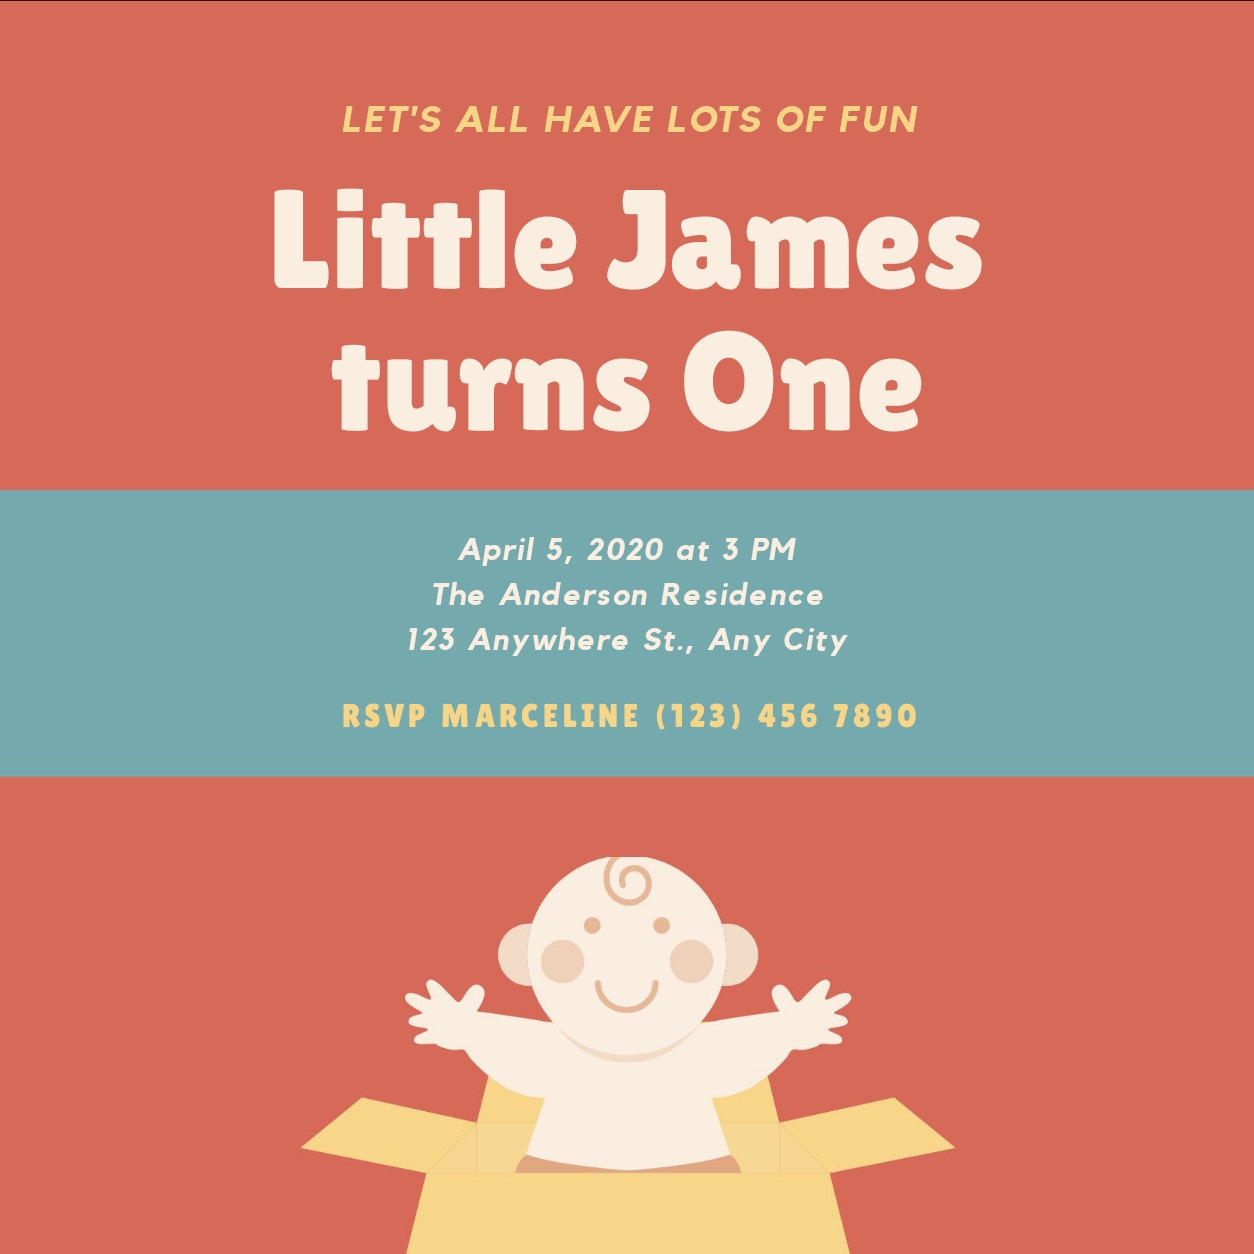 LET'S ALL HAVE LOTS OF FUN
Little James
turns One
April 5, 2020 at 3 PM
The Anderson Residence
123 Anywhere St., Any City
RSVP MARCELINE (123) 456 7890